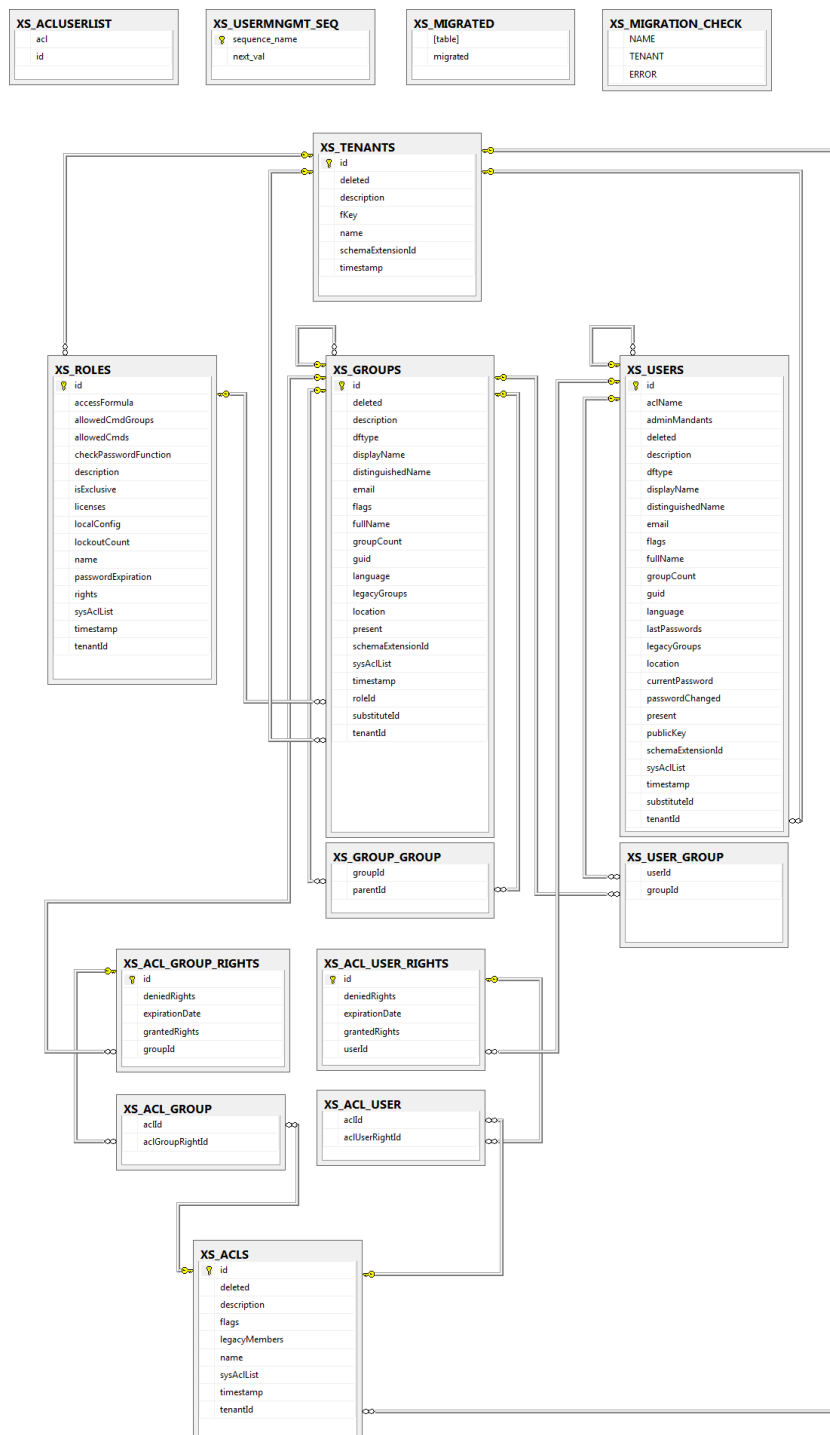 XS_ACLUSERLIST
acl
id
XS_USERMNGMT_SEQ
sequence_name
next_val
XS_MIGRATED
[table]
migrated
XS_MIGRATION_CHECK
NAME
TENANT
ERROR
XS_TENANTS
id
deleted
description
fKey
name
schemaExtensionId
timestamp
XS_ROLES
id
accessFormula
allowedCmdGroups
allowedCmds
checkPasswordFunction
description
isExclusive
licenses
localConfig
lockoutCount
name
passwordExpiration
rights
sysAclList
timestamp
tenantId
XS_GROUPS
id
deleted
description
dftype
displayName
distinguishedName
email
flags
fullName
groupCount
guid
language
legacyGroups
location
present
schemaExtensionId
sysAclList
timestamp
roleId
substituteId
tenantId
XS_USERS
id
aclName
adminMandants
deleted
description
dftype
displayName
distinguishedName
email
flags
fullName
groupCount
guid
language
lastPasswords
legacyGroups
location
currentPassword
passwordChanged
present
publicKey
schemaExtensionId
sysAclList
timestamp
substituteId
tenantId
XS_GROUP_GROUP
groupId
parentId
XS_USER_GROUP
userId
groupId
XS_ACL_GROUP_RIGHTS
id
deniedRights
expirationDate
grantedRights
groupId
XS_ACL_USER_RIGHTS
id
deniedRights
expirationDate
grantedRights
userId
XS_ACL_GROUP
aclId
aclGroupRightId
XS_ACL_USER
aclId
aclUserRightId
XS_ACLS
id
deleted
description
flags
legacyMembers
name
sysAclList
timestamp
tenantId